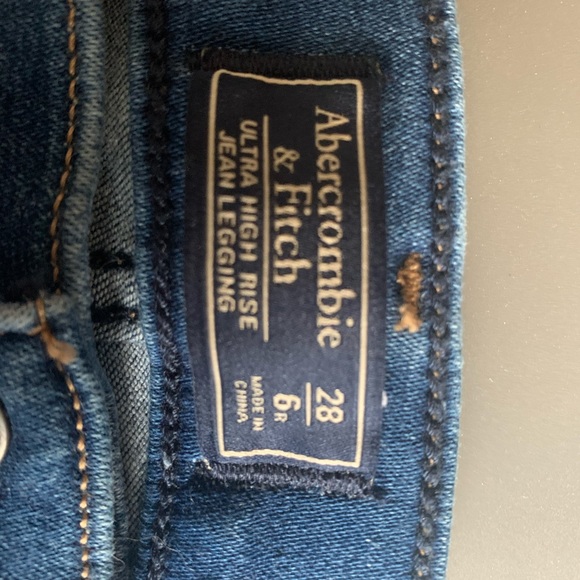 Abercrombie
& Fitch
ULTRA HIGH RISE
JEAN LEGGING
28
6R
MADE IN
CHINA